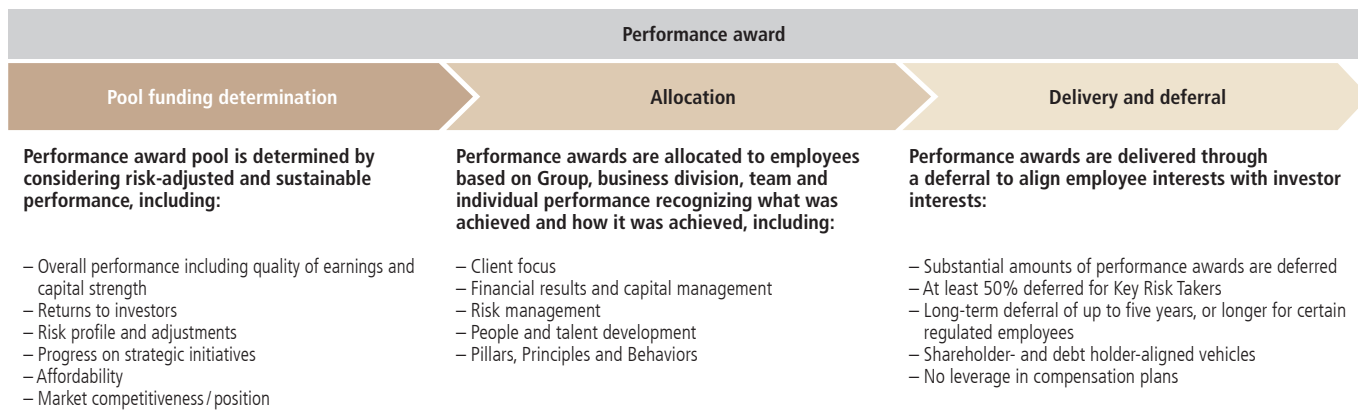 Performance award
Pool funding determination
Allocation
Delivery and deferral
Performance award pool is determined by
considering risk-adjusted and sustainable
performance, including:
– Overall performance including quality of earnings and
capital strength
– Returns to investors
– Risk profile and adjustments
– Progress on strategic initiatives
– Affordability
– Market competitiveness / position
Performance awards are allocated to employees
based on Group, business division, team and
individual performance recognizing what was
achieved and how it was achieved, including:
– Client focus
– Financial results and capital management
– Risk management
– People and talent development
– Pillars, Principles and Behaviors
Performance awards are delivered through
a deferral to align employee interests with investor
interests:
– Substantial amounts of performance awards are deferred
– At least 50% deferred for Key Risk Takers
– Long-term deferral of up to five years, or longer for certain
regulated employees
– Shareholder- and debt holder-aligned vehicles
– No leverage in compensation plans